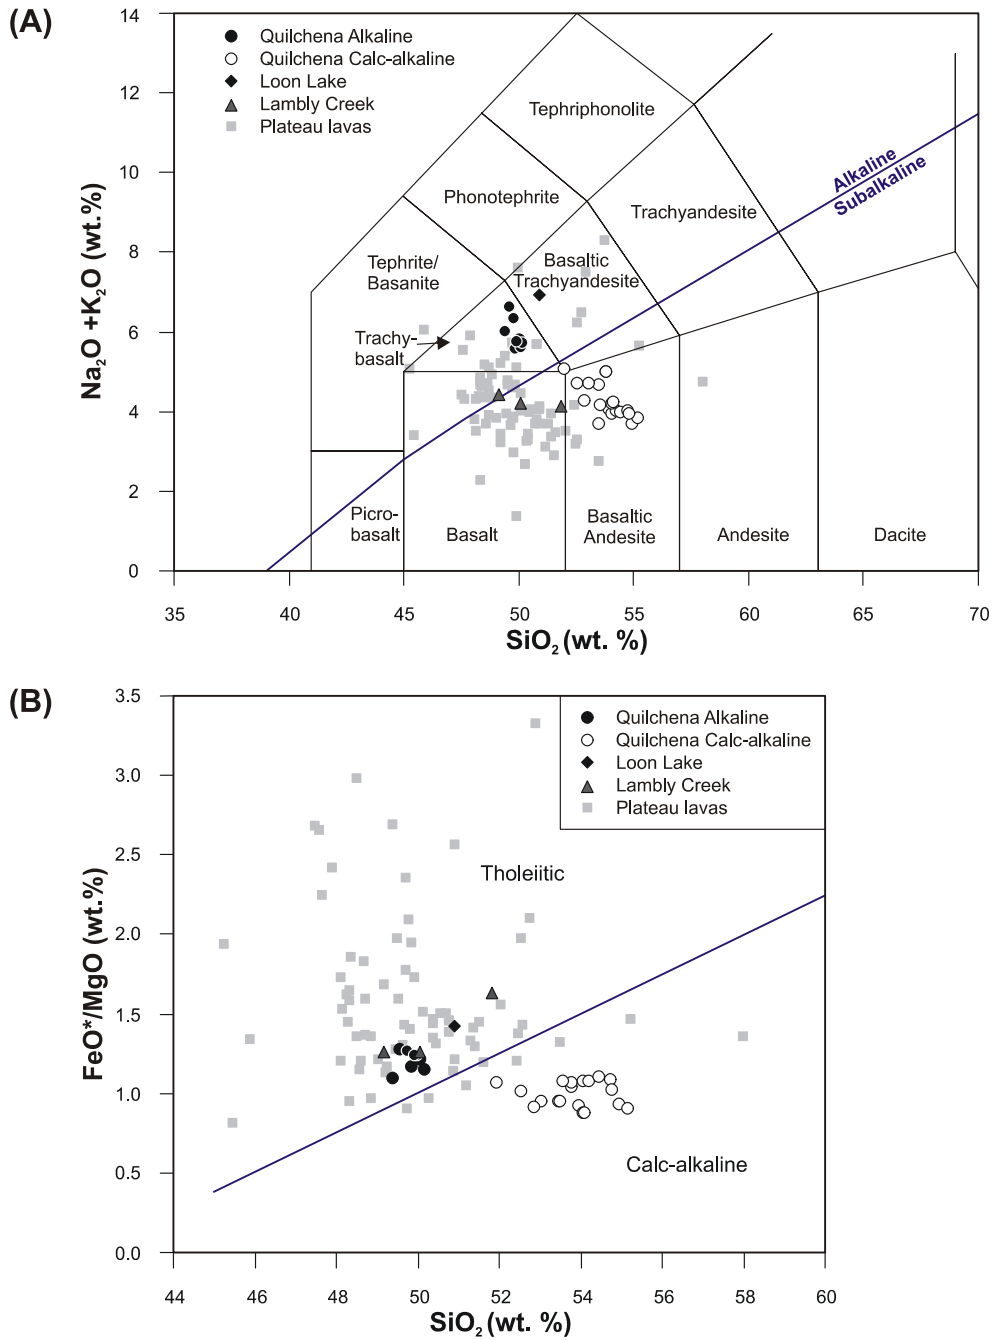 (A)
Na₂O +K₂O (wt.%)
14
12
10
8
6
4
2
0
Quilchena Alkaline
Quilchena Calc-alkaline
Loon Lake
Lambly Creek
Plateau lavas
Tephriphonolite
Phonotephrite
Trachyandesite
Alkaline
Subalkaline
Tephrite/
Basanite
Basaltic
Trachyandesite
Trachy-
basalt
Picro-
basalt
Basalt
Basaltic
Andesite
Andesite
Dacite
35 40 45 50 55 60 65 70
SiO₂ (wt. %)
(B)
FeO*/MgO (wt.%)
3.5
3.0
2.5
2.0
1.5
1.0
0.5
0.0
Quilchena Alkaline
Quilchena Calc-alkaline
Loon Lake
Lambly Creek
Plateau lavas
Tholeiitic
Calc-alkaline
44 46 48 50 52 54 56 58 60
SiO₂ (wt. %)